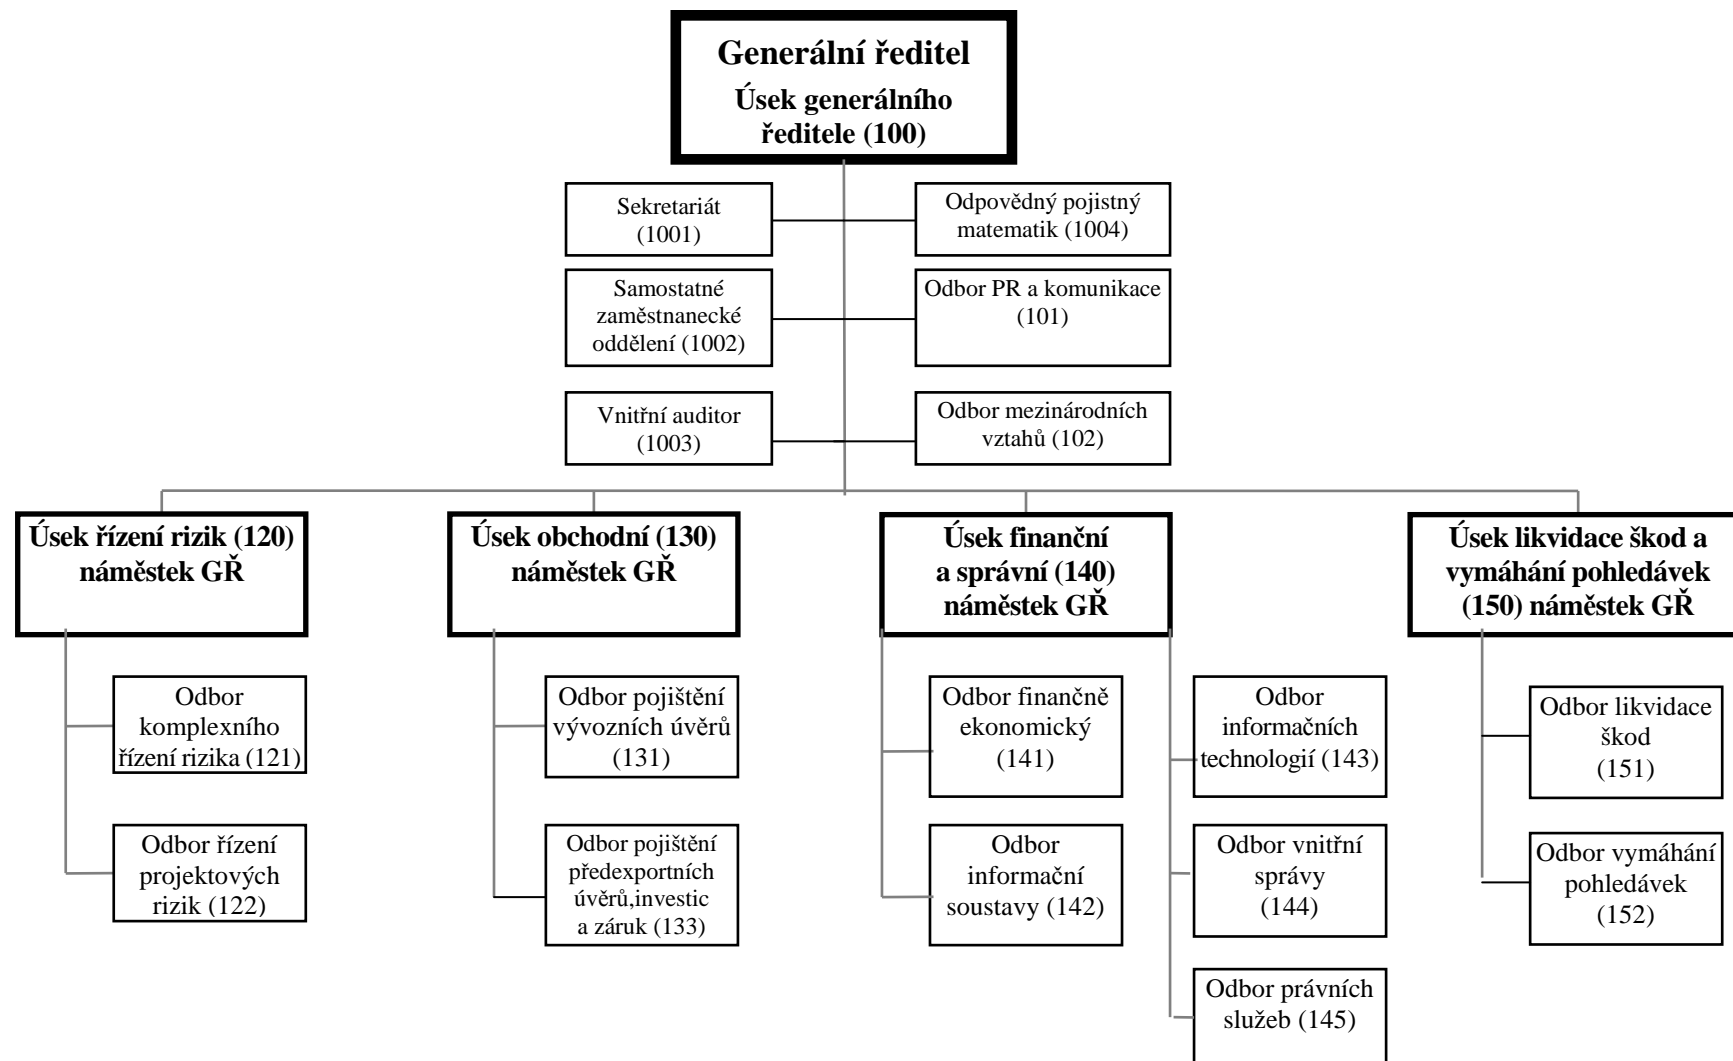 Generální ředitel
Úsek generálního
ředitele (100)
Sekretariát
(1001)
Odpovědný pojistný
matematik (1004)
Samostatné
zaměstnanecké
oddělení (1002)
Odbor PR a komunikace
(101)
Vnitřní auditor
(1003)
Odbor mezinárodních
vztahů (102)
Úsek řízení rizik (120)
náměstek GŘ
Úsek obchodní (130)
náměstek GŘ
Úsek finanční
a správní (140)
náměstek GŘ
Úsek likvidace škod a
vymáhání pohledávek
(150) náměstek GŘ
Odbor
komplexního
řízení rizika (121)
Odbor řízení
projektových
rizik (122)
Odbor pojištění
vývozních úvěrů
(131)
Odbor pojištění
předexportních
úvěrů,investic
a záruk (133)
Odbor finančně
ekonomický
(141)
Odbor
informační
soustavy (142)
Odbor
informačních
technologií (143)
Odbor vnitřní
správy
(144)
Odbor právních
služeb (145)
Odbor likvidace
škod
(151)
Odbor vymáhání
pohledávek
(152)